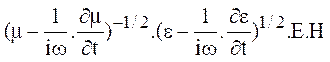 (μ − 1/iω . ∂μ/∂t)^−1/2 .(ε − 1/iω . ∂ε/∂t)^1/2 .E.H